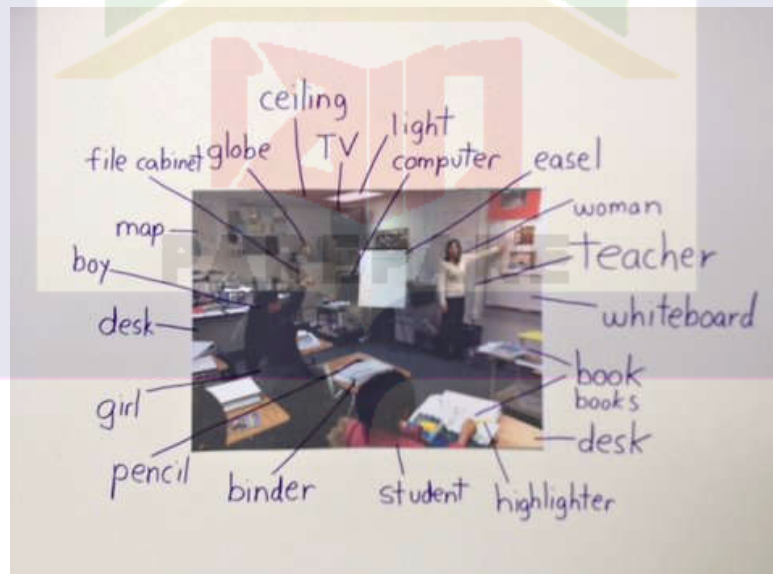 ceiling
light
file cabinet globe TV computer easel
map woman
boy teacher
desk whiteboard
girl book
books
pencil binder student highlighter desk